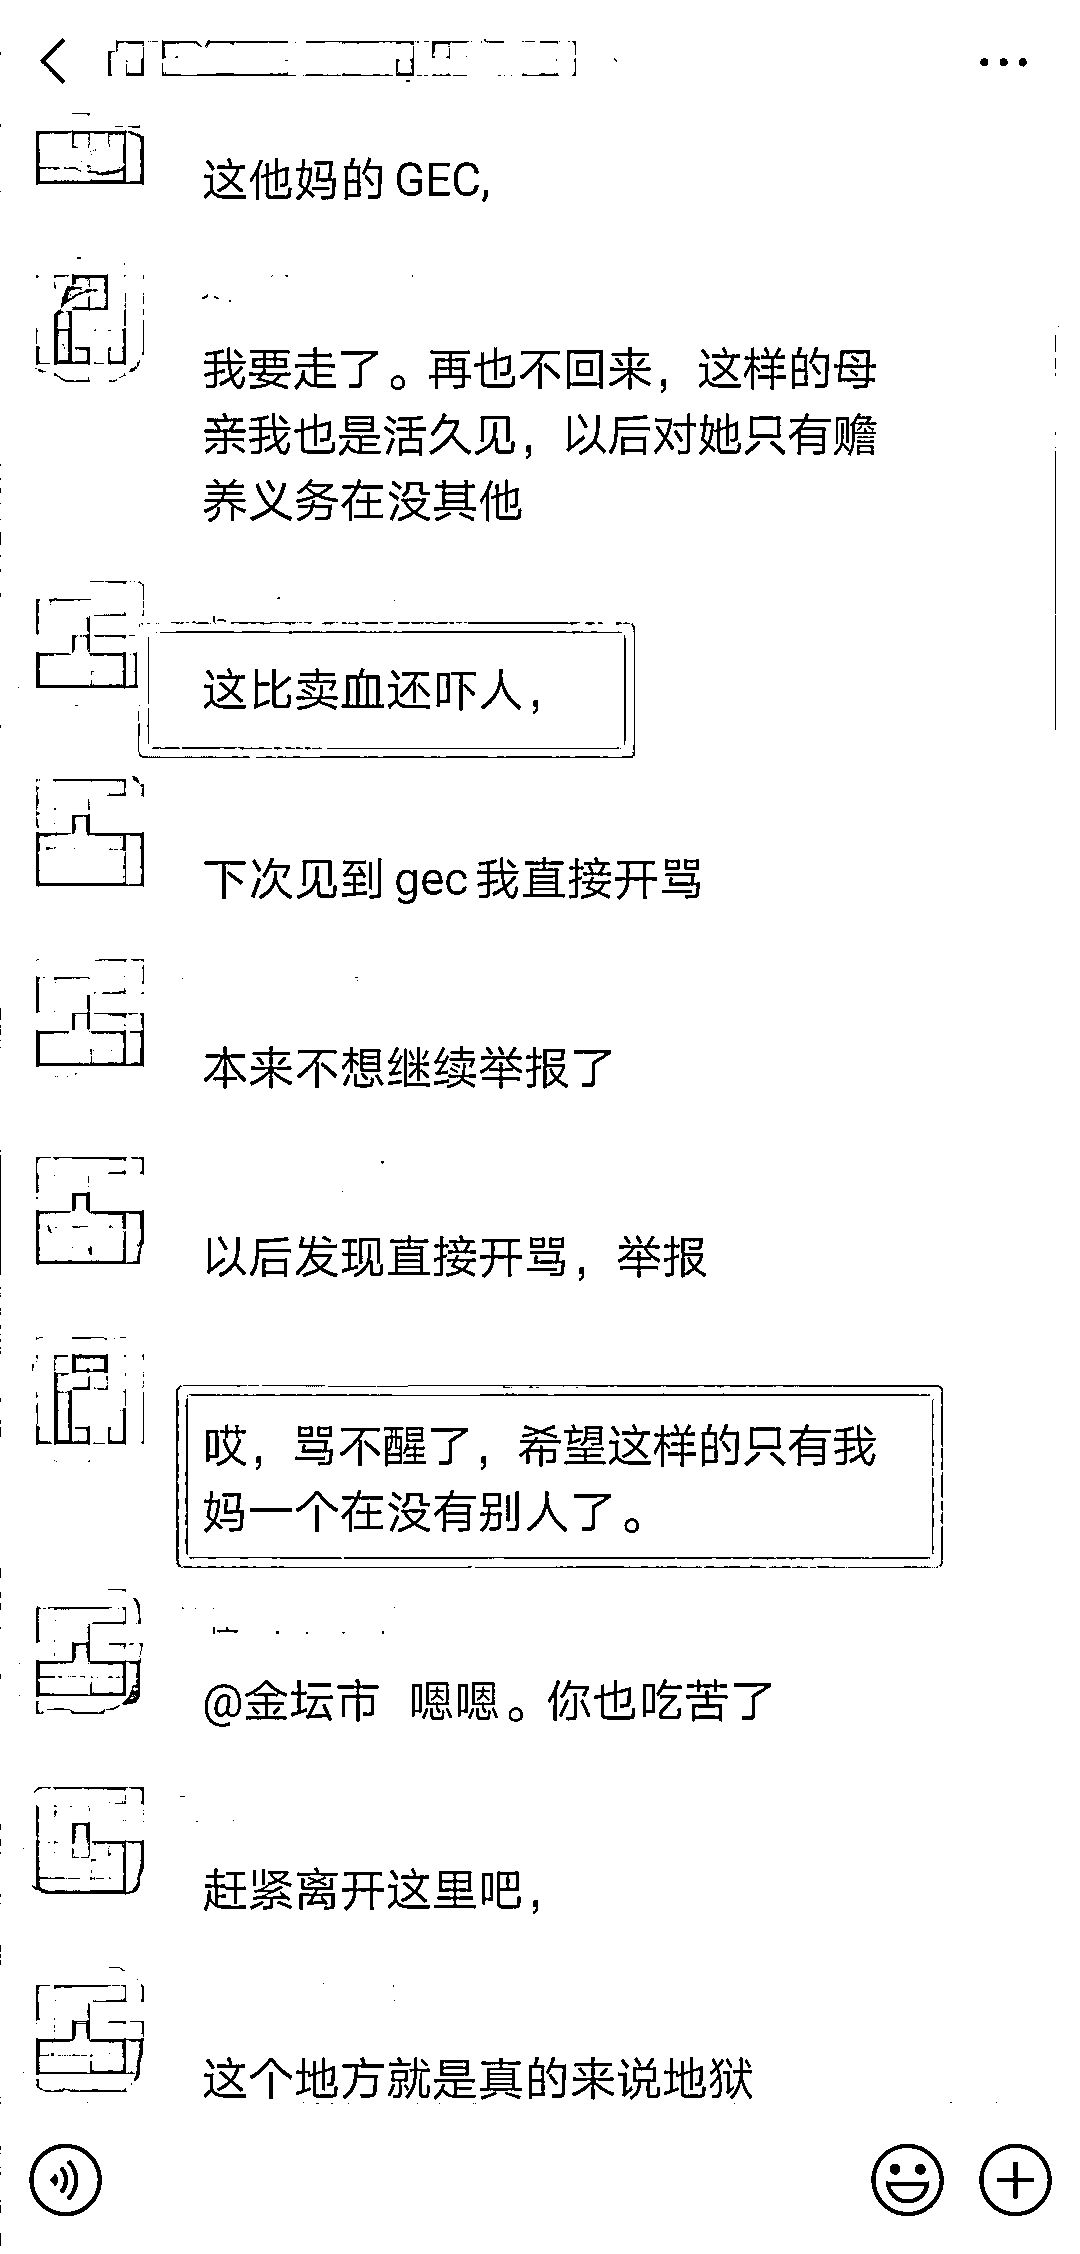 这他妈的 GEC,
我要走了。再也不回来，这样的母
亲我也是活久见，以后对她只有赡
养义务在没其他
这比卖血还吓人，
下次见到 gec 我直接开骂
本来不想继续举报了
以后发现直接开骂，举报
哎，骂不醒了，希望这样的只有我
妈一个在没有别人了。
@金坛市 嗯嗯。你也吃苦了
赶紧离开这里吧，
这个地方就是真的来说地狱